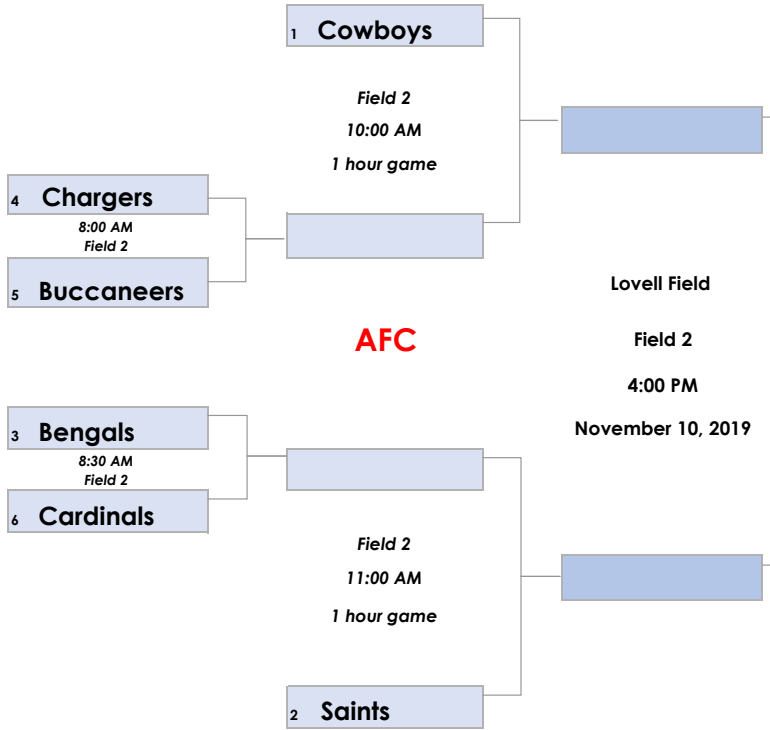 1 Cowboys
Field 2
10:00 AM
1 hour game
4 Chargers
8:00 AM
Field 2
5 Buccaneers
AFC
Lovell Field
Field 2
4:00 PM
November 10, 2019
3 Bengals
8:30 AM
Field 2
6 Cardinals
Field 2
11:00 AM
1 hour game
2 Saints